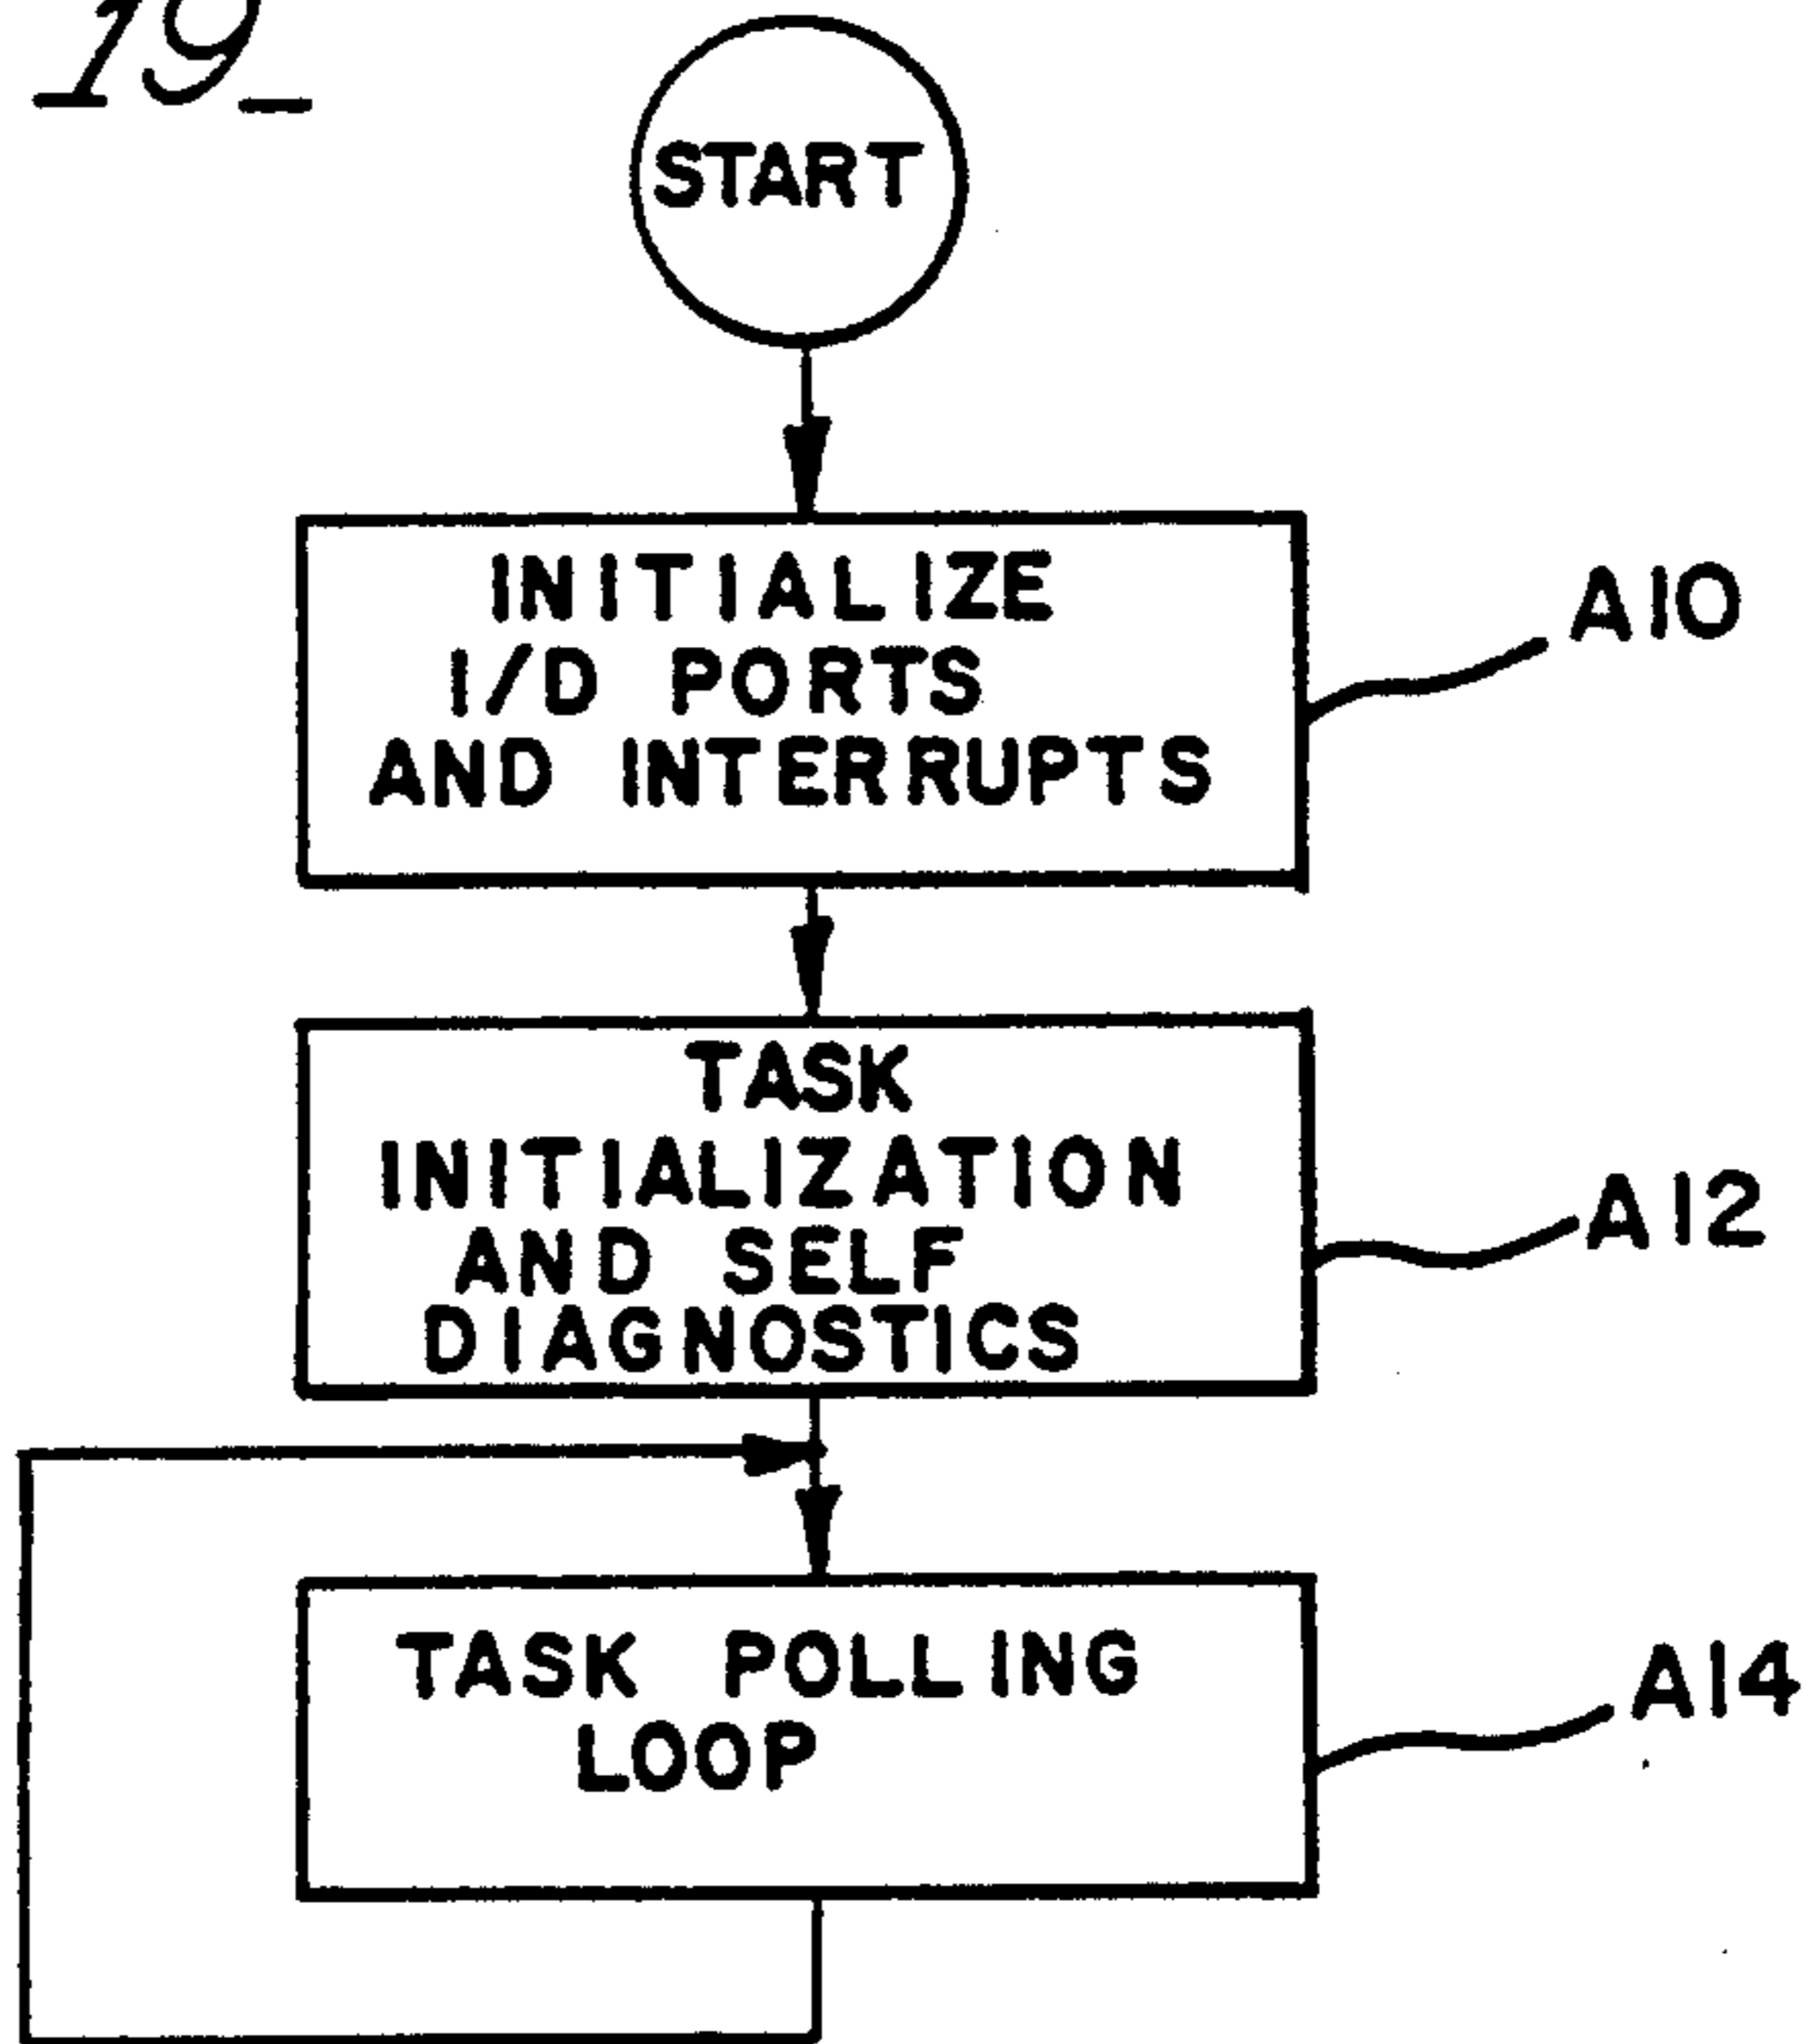 19
START
INITIALIZE
I/D PORTS
AND INTERRUPTS
A10
TASK
INITIALIZATION
AND SELF
DIAGNOSTICS
A12
TASK POLLING
LOOP
A14